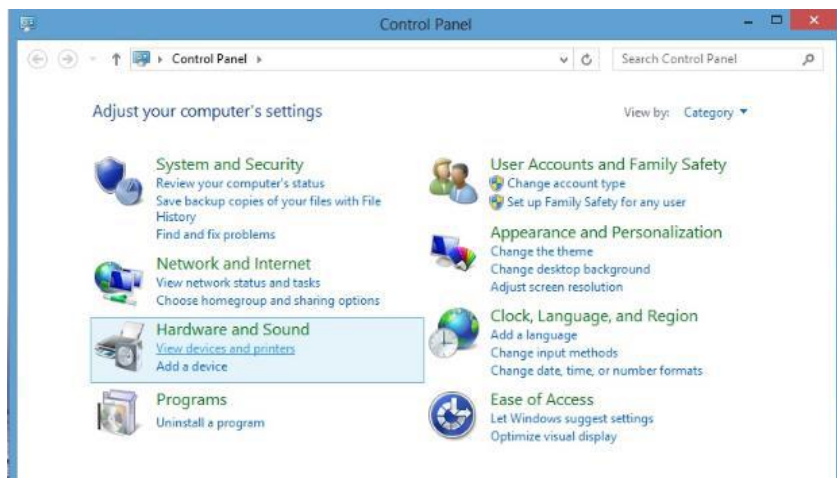 Control Panel
Control Panel
Search Control Panel
Adjust your computer's settings
View by: Category
System and Security
Review your computer's status
Save backup copies of your files with File
History
Find and fix problems
Network and Internet
View network status and tasks
Choose homegroup and sharing options
Hardware and Sound
View devices and printers
Add a device
Programs
Uninstall a program
User Accounts and Family Safety
Change account type
Set up Family Safety for any user
Appearance and Personalization
Change the theme
Change desktop background
Adjust screen resolution
Clock, Language, and Region
Add a language
Change input methods
Change date, time, or number formats
Ease of Access
Let Windows suggest settings
Optimize visual display